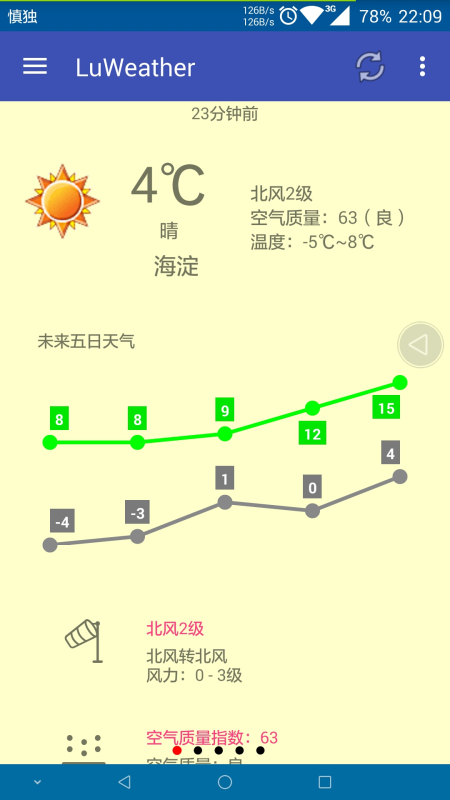 慎独
126B/s
126B/s
3G
78%
22:09
LuWeather
23分钟前
4℃
晴
海淀
北风2级
空气质量：63（良）
温度：-5℃~8℃
未来五日天气
8
8
9
12
15
-4
-3
1
0
4
北风2级
北风转北风
风力：0 - 3级
空气质量指数：63
空气质量：良